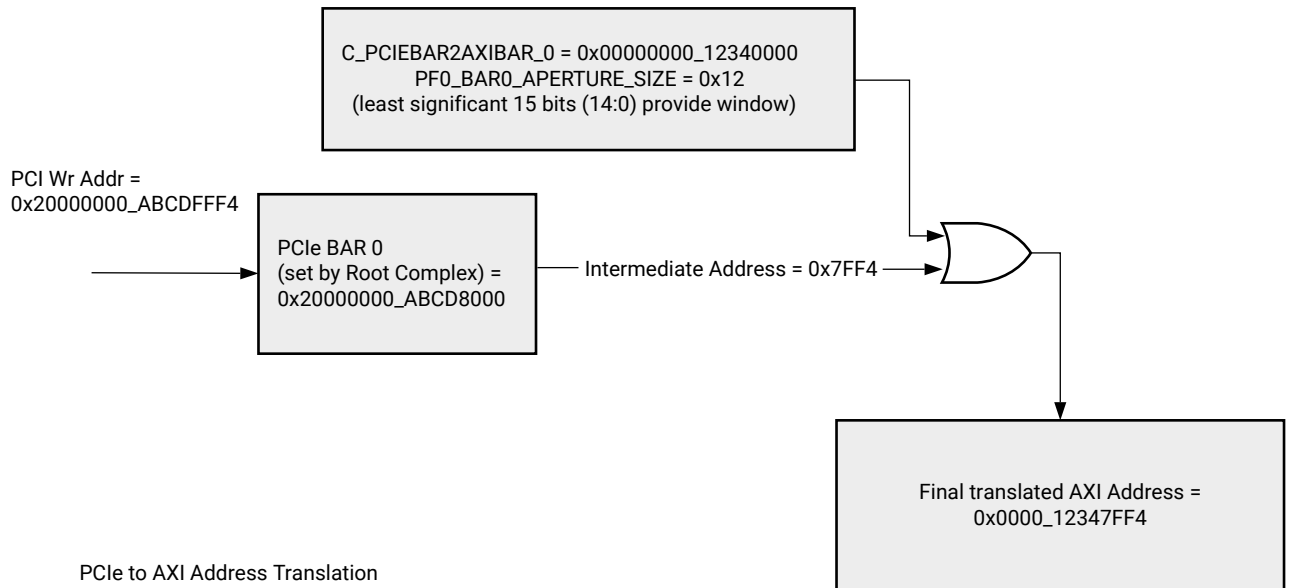 C_PCIEBAR2AXIBAR_0 = 0x00000000_12340000
PF0_BAR0_APERTURE_SIZE = 0x12
(least significant 15 bits (14:0) provide window)
PCI Wr Addr =
0x20000000_ABCDFFF4
PCIe BAR 0
(set by Root Complex) =
0x20000000_ABCD8000
Intermediate Address = 0x7FF4
Final translated AXI Address =
0x0000_12347FF4
PCIe to AXI Address Translation